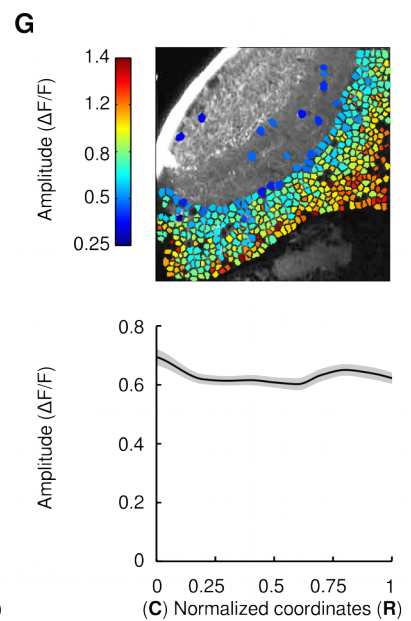 G
Amplitude (ΔF/F)
1.4
1.2
0.8
0.5
0.25
Amplitude (ΔF/F)
0.8
0.6
0.4
0.2
0
0 0.25 0.5 0.75 1
) (C) Normalized coordinates (R)